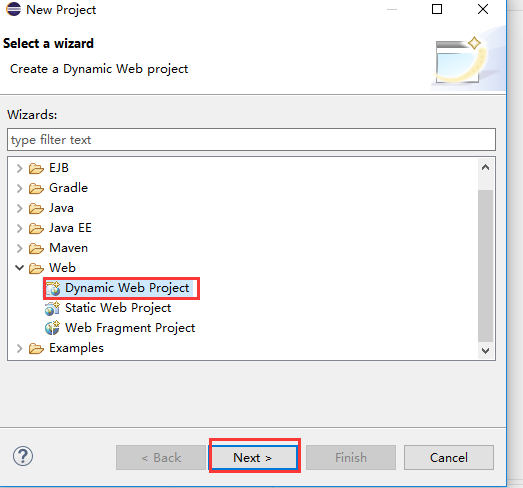 New Project
Select a wizard
Create a Dynamic Web project
Wizards:
type filter text
EJB
Gradle
Java
Java EE
Maven
Web
Dynamic Web Project
Static Web Project
Web Fragment Project
Examples
?
< Back
Next >
Finish
Cancel